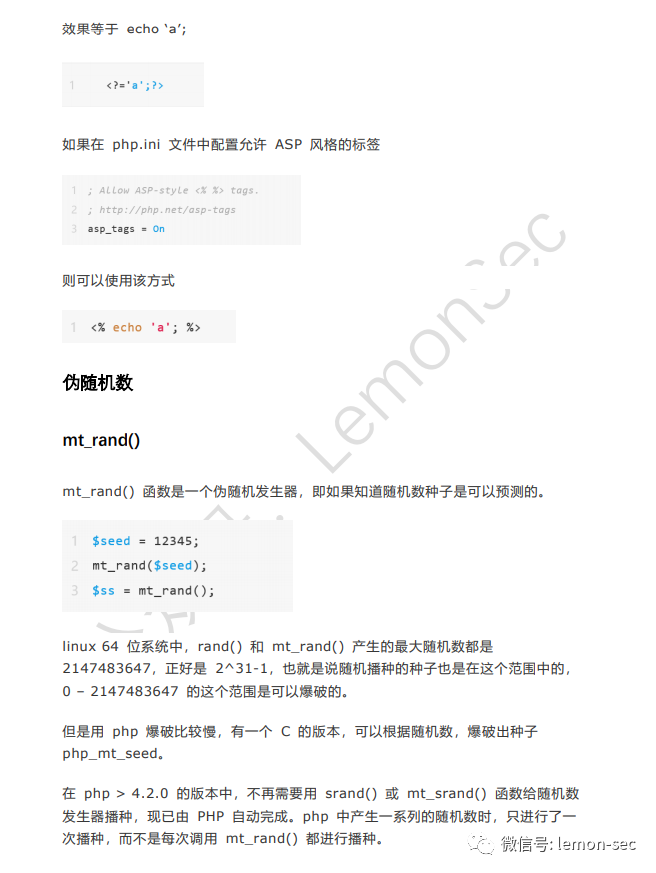 效果等于 echo ‘a’;
1 <?='a';?>
如果在 php.ini 文件中配置允许 ASP 风格的标签
1 ; Allow ASP-style <% %> tags.
2 ; http://php.net/asp-tags
3 asp_tags = On
则可以使用该方式
1 <% echo 'a'; %>
伪随机数
mt_rand()
mt_rand() 函数是一个伪随机发生器，即如果知道随机数种子是可以预测的。
1 $seed = 12345;
2 mt_rand($seed);
3 $ss = mt_rand();
linux 64 位系统中，rand() 和 mt_rand() 产生的最大随机数都是
2147483647，正好是 2^31-1，也就是说随机播种的种子也是在这个范围中的，
0 – 2147483647 的这个范围是可以爆破的。
但是用 php 爆破比较慢，有一个 C 的版本，可以根据随机数，爆破出种子
php_mt_seed。
在 php > 4.2.0 的版本中，不再需要用 srand() 或 mt_srand() 函数给随机数
发生器播种，现已由 PHP 自动完成。php 中产生一系列的随机数时，只进行了一
次播种，而不是每次调用 mt_rand() 都进行播种。
LemonSec
微信号: lemon-sec